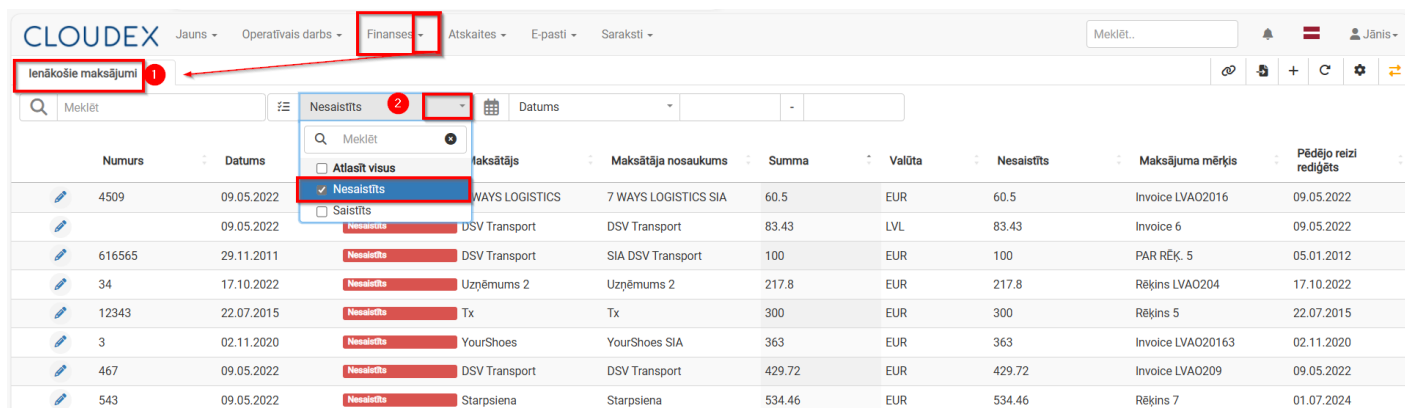 CLOUDEX Jauns Operatīvais darbs Finanses Atskaites E-pasti Saraksti Meklēt.. Jānis
Ienākošie maksājumi 1
Meklēt Nesaistīts 2 Datums -
Meklēt
Atlasīt visus
Nesaistīts
Saistīts
Numurs Datums Maksātājs Maksātāja nosaukums Summa Valūta Nesaistīts Maksājuma mērķis Pēdējo reizi rediģēts
4509 09.05.2022 WAYS LOGISTICS 7 WAYS LOGISTICS SIA 60.5 EUR 60.5 Invoice LVAO2016 09.05.2022
09.05.2022 Nesaistīts DSV Transport DSV Transport 83.43 LVL 83.43 Invoice 6 09.05.2022
616565 29.11.2011 Nesaistīts DSV Transport SIA DSV Transport 100 EUR 100 PAR RĒĶ. 5 05.01.2012
34 17.10.2022 Nesaistīts Uzņēmums 2 Uzņēmums 2 217.8 EUR 217.8 Rēķins LVAO204 17.10.2022
12343 22.07.2015 Nesaistīts Tx Tx 300 EUR 300 Rēķins 5 22.07.2015
3 02.11.2020 Nesaistīts YourShoes YourShoes SIA 363 EUR 363 Invoice LVAO20163 02.11.2020
467 09.05.2022 Nesaistīts DSV Transport DSV Transport 429.72 EUR 429.72 Invoice LVAO209 09.05.2022
543 09.05.2022 Nesaistīts Starpsiena Starpsiena 534.46 EUR 534.46 Rēķins 7 01.07.2024